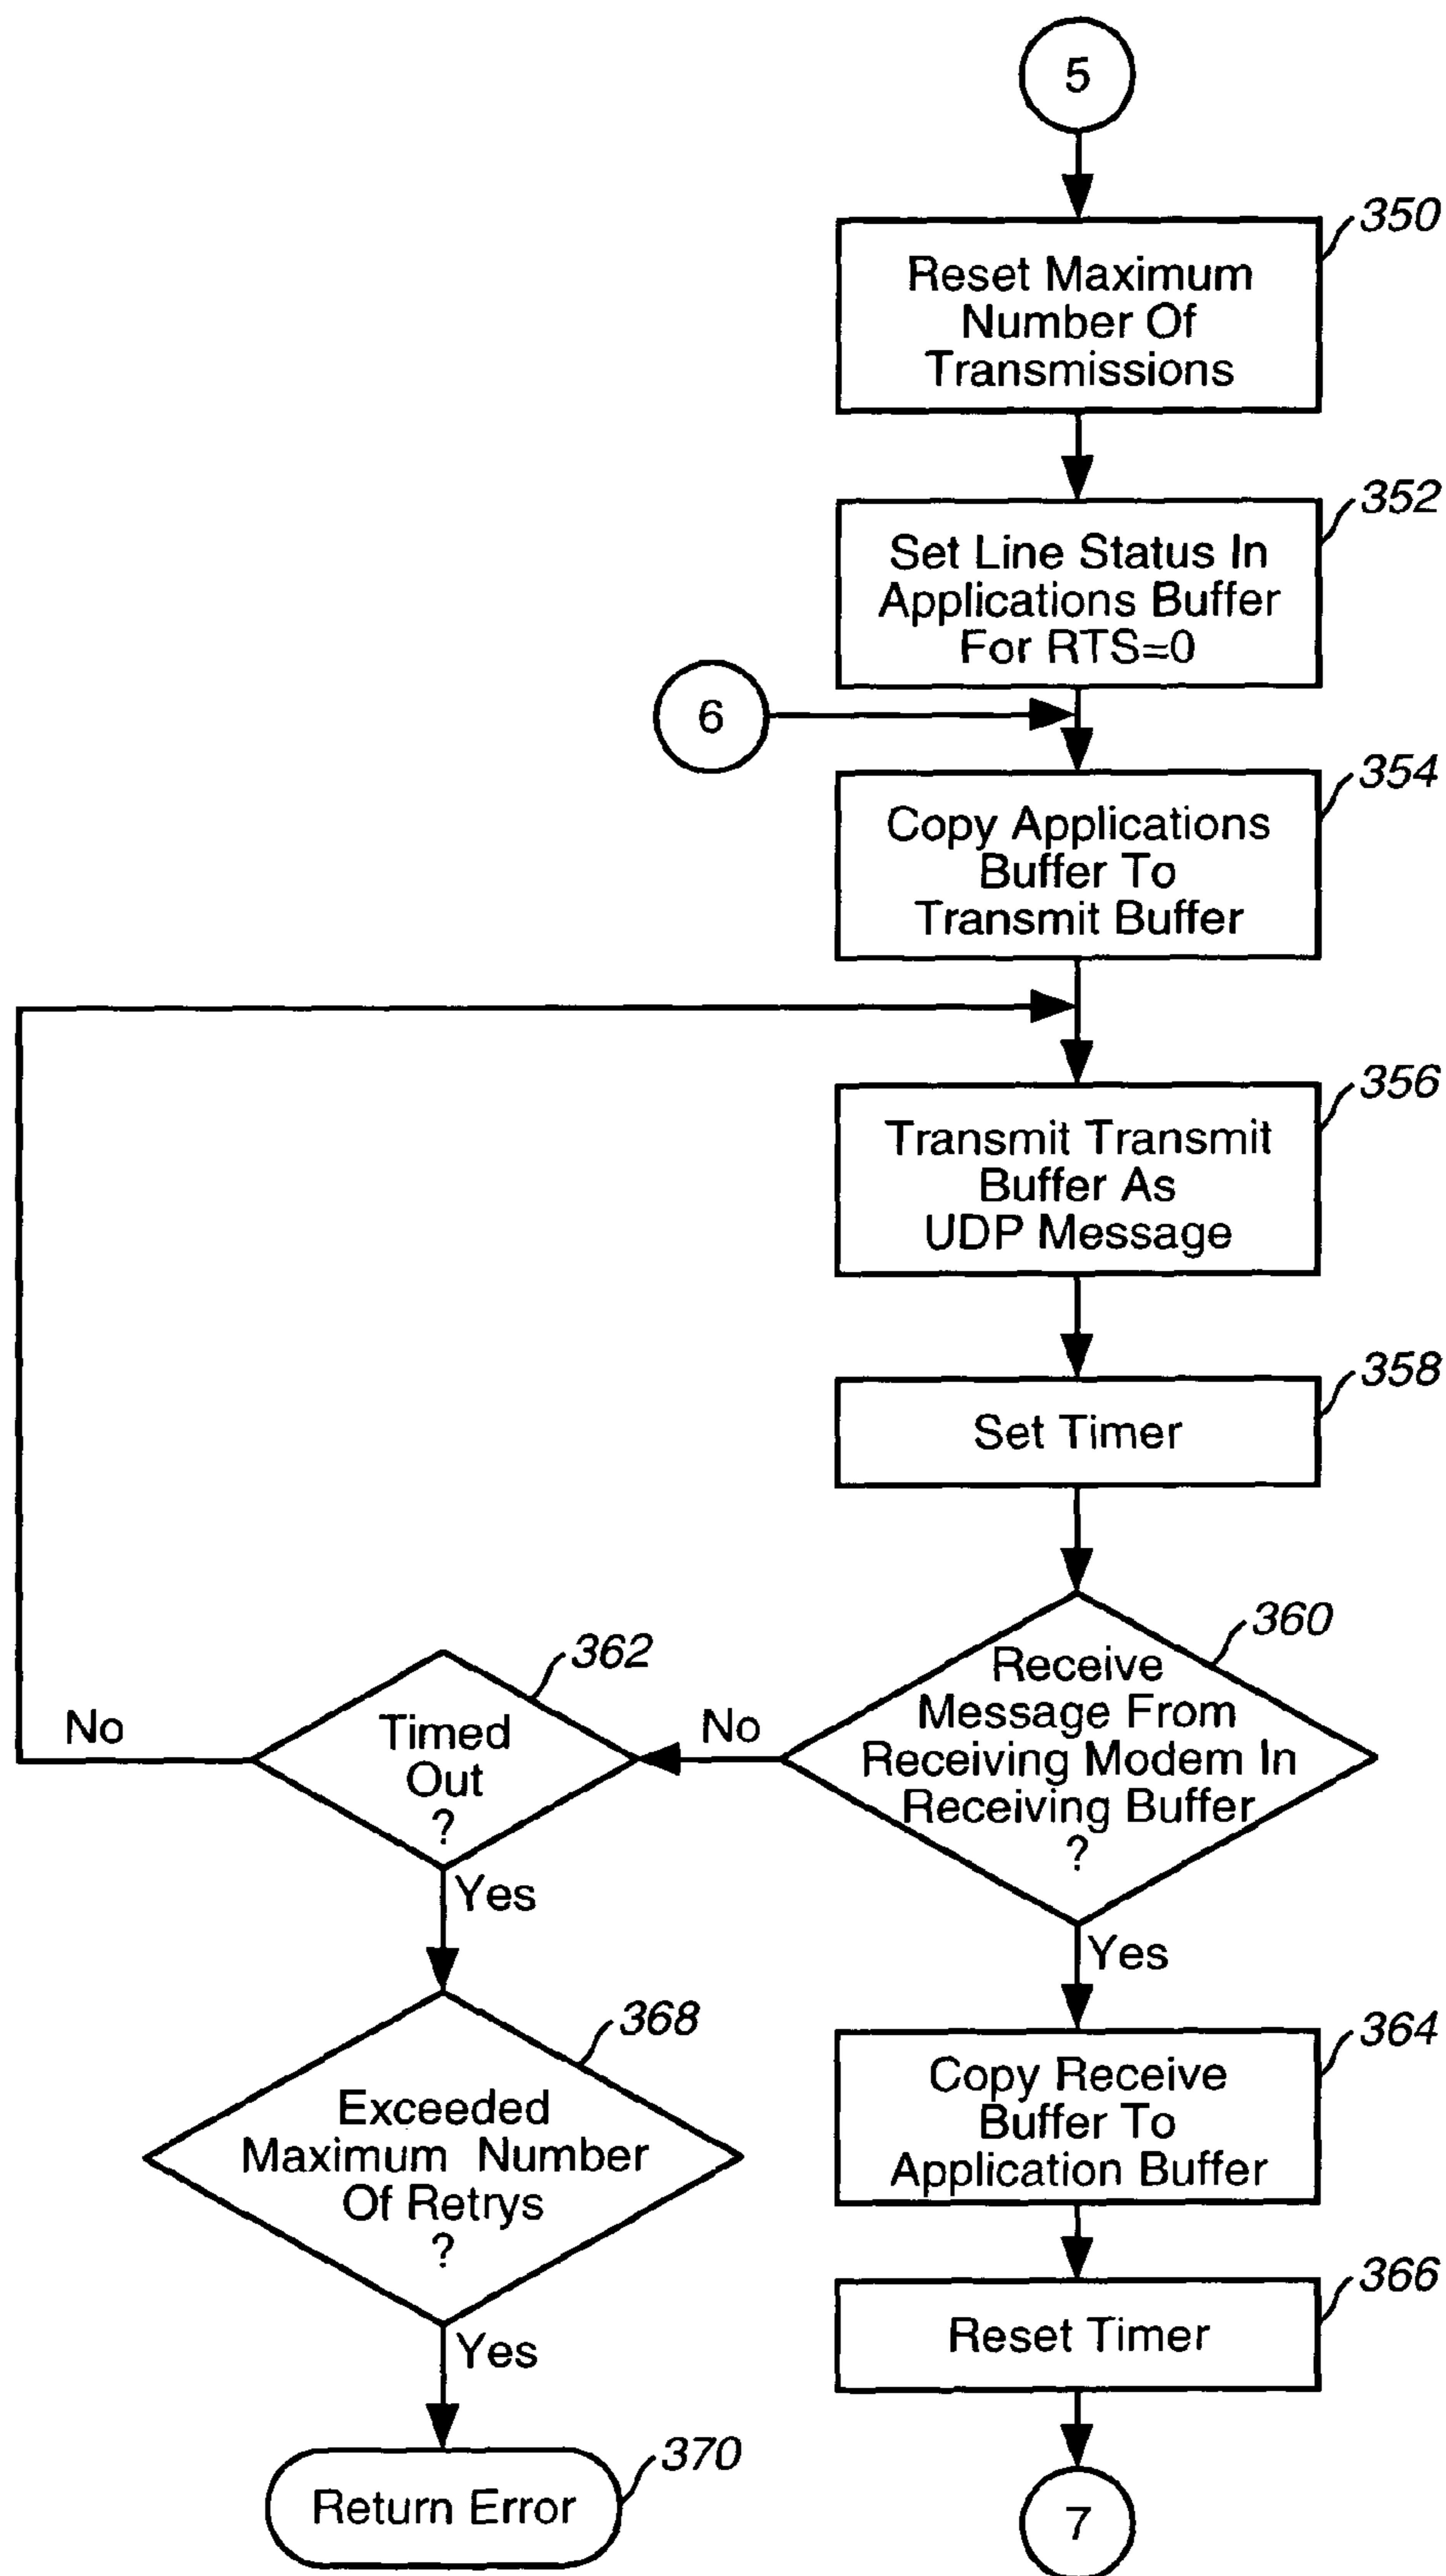 5
350
Reset Maximum
Number Of
Transmissions
352
Set Line Status In
Applications Buffer
For RTS=0
6
354
Copy Applications
Buffer To
Transmit Buffer
356
Transmit Transmit
Buffer As
UDP Message
358
Set Timer
360
Receive
Message From
Receiving Modem In
Receiving Buffer
?
No
362
Timed
Out
?
No
Yes
Yes
364
Copy Receive
Buffer To
Application Buffer
368
Exceeded
Maximum Number
Of Retrys
?
366
Reset Timer
Yes
370
Return Error
7